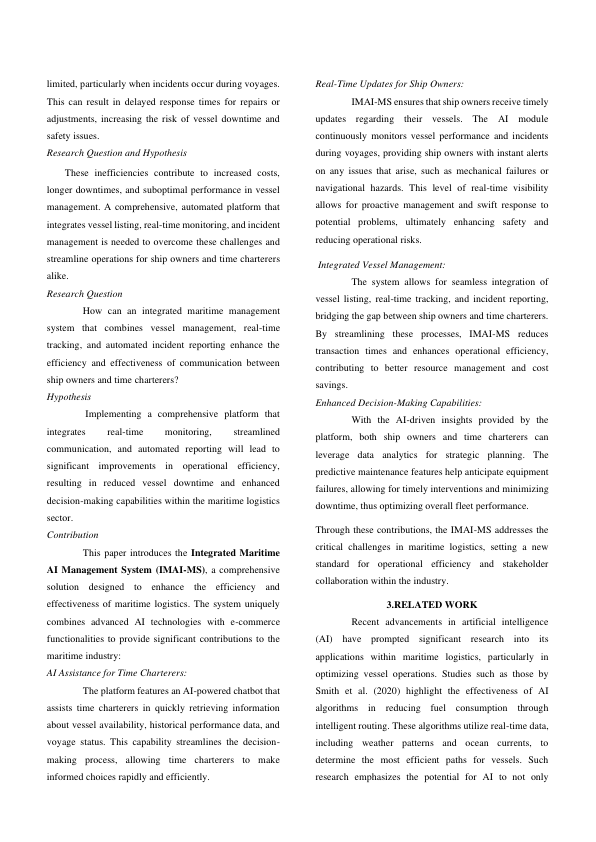 limited, particularly when incidents occur during voyages.
This can result in delayed response times for repairs or
adjustments, increasing the risk of vessel downtime and
safety issues.
Research Question and Hypothesis
These inefficiencies contribute to increased costs,
longer downtimes, and suboptimal performance in vessel
management. A comprehensive, automated platform that
integrates vessel listing, real-time monitoring, and incident
management is needed to overcome these challenges and
streamline operations for ship owners and time charterers
alike.
Research Question
How can an integrated maritime management
system that combines vessel management, real-time
tracking, and automated incident reporting enhance the
efficiency and effectiveness of communication between
ship owners and time charterers?
Hypothesis
Implementing a comprehensive platform that
integrates real-time monitoring, streamlined
communication, and automated reporting will lead to
significant improvements in operational efficiency,
resulting in reduced vessel downtime and enhanced
decision-making capabilities within the maritime logistics
sector.
Contribution
This paper introduces the Integrated Maritime
AI Management System (IMAI-MS), a comprehensive
solution designed to enhance the efficiency and
effectiveness of maritime logistics. The system uniquely
combines advanced AI technologies with e-commerce
functionalities to provide significant contributions to the
maritime industry:
AI Assistance for Time Charterers:
The platform features an AI-powered chatbot that
assists time charterers in quickly retrieving information
about vessel availability, historical performance data, and
voyage status. This capability streamlines the decision-
making process, allowing time charterers to make
informed choices rapidly and efficiently.
Real-Time Updates for Ship Owners:
IMAI-MS ensures that ship owners receive timely
updates regarding their vessels. The AI module
continuously monitors vessel performance and incidents
during voyages, providing ship owners with instant alerts
on any issues that arise, such as mechanical failures or
navigational hazards. This level of real-time visibility
allows for proactive management and swift response to
potential problems, ultimately enhancing safety and
reducing operational risks.
Integrated Vessel Management:
The system allows for seamless integration of
vessel listing, real-time tracking, and incident reporting,
bridging the gap between ship owners and time charterers.
By streamlining these processes, IMAI-MS reduces
transaction times and enhances operational efficiency,
contributing to better resource management and cost
savings.
Enhanced Decision-Making Capabilities:
With the AI-driven insights provided by the
platform, both ship owners and time charterers can
leverage data analytics for strategic planning. The
predictive maintenance features help anticipate equipment
failures, allowing for timely interventions and minimizing
downtime, thus optimizing overall fleet performance.
Through these contributions, the IMAI-MS addresses the
critical challenges in maritime logistics, setting a new
standard for operational efficiency and stakeholder
collaboration within the industry.
3.RELATED WORK
Recent advancements in artificial intelligence
(AI) have prompted significant research into its
applications within maritime logistics, particularly in
optimizing vessel operations. Studies such as those by
Smith et al. (2020) highlight the effectiveness of AI
algorithms in reducing fuel consumption through
intelligent routing. These algorithms utilize real-time data,
including weather patterns and ocean currents, to
determine the most efficient paths for vessels. Such
research emphasizes the potential for AI to not only